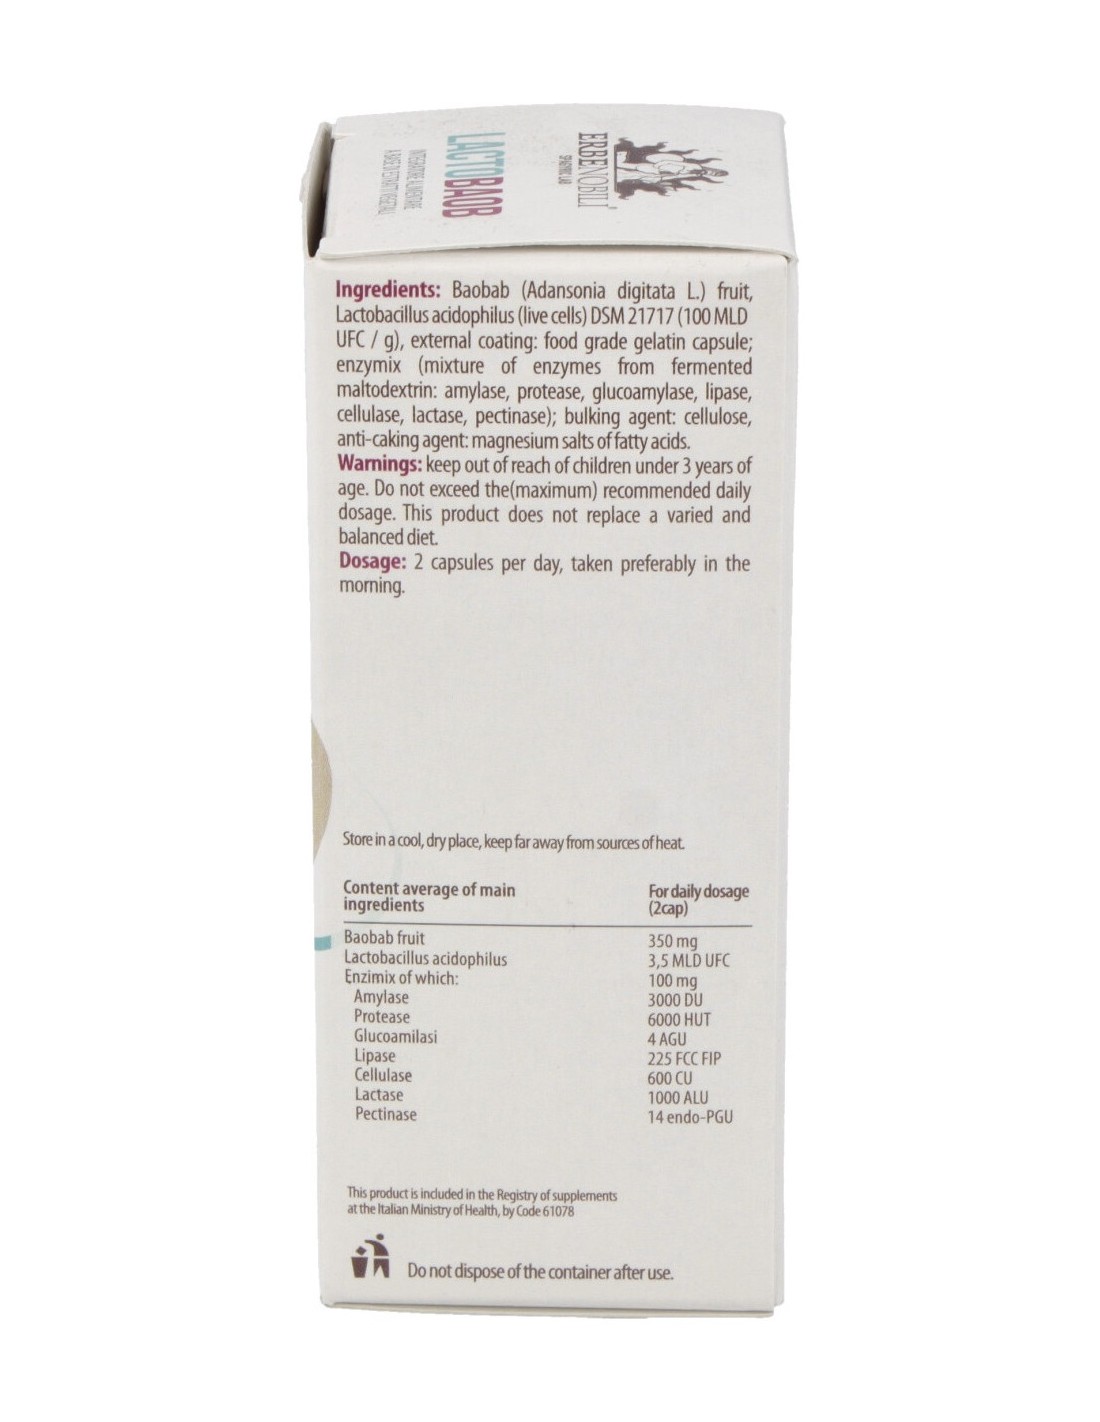 ERBENOBILI®
SPADTNIX LAB
LACTOBAOB
INTEGRATORE ALIMENTARE
A BASE DI ESTRATTI VEGETALI
Ingredients: Baobab (Adansonia digitata L.) fruit,
Lactobacillus acidophilus (live cells) DSM 21717 (100 MLD
UFC / g), external coating: food grade gelatin capsule;
enzymix (mixture of enzymes from fermented
maltodextrin: amylase, protease, glucoamylase, lipase,
cellulase, lactase, pectinase); bulking agent: cellulose,
anti-caking agent: magnesium salts of fatty acids.
Warnings: keep out of reach of children under 3 years of
age. Do not exceed the(maximum) recommended daily
dosage. This product does not replace a varied and
balanced diet.
Dosage: 2 capsules per day, taken preferably in the
morning.
Store in a cool, dry place, keep far away from sources of heat.
Content average of main For daily dosage
ingredients (2cap)
Baobab fruit 350 mg
Lactobacillus acidophilus 3,5 MLD UFC
Enzimix of which: 100 mg
Amylase 3000 DU
Protease 6000 HUT
Glucoamilasi 4 AGU
Lipase 225 FCC FIP
Cellulase 600 CU
Lactase 1000 ALU
Pectinase 14 endo-PGU
This product is included in the Registry of supplements
at the Italian Ministry of Health, by Code 61078
Do not dispose of the container after use.